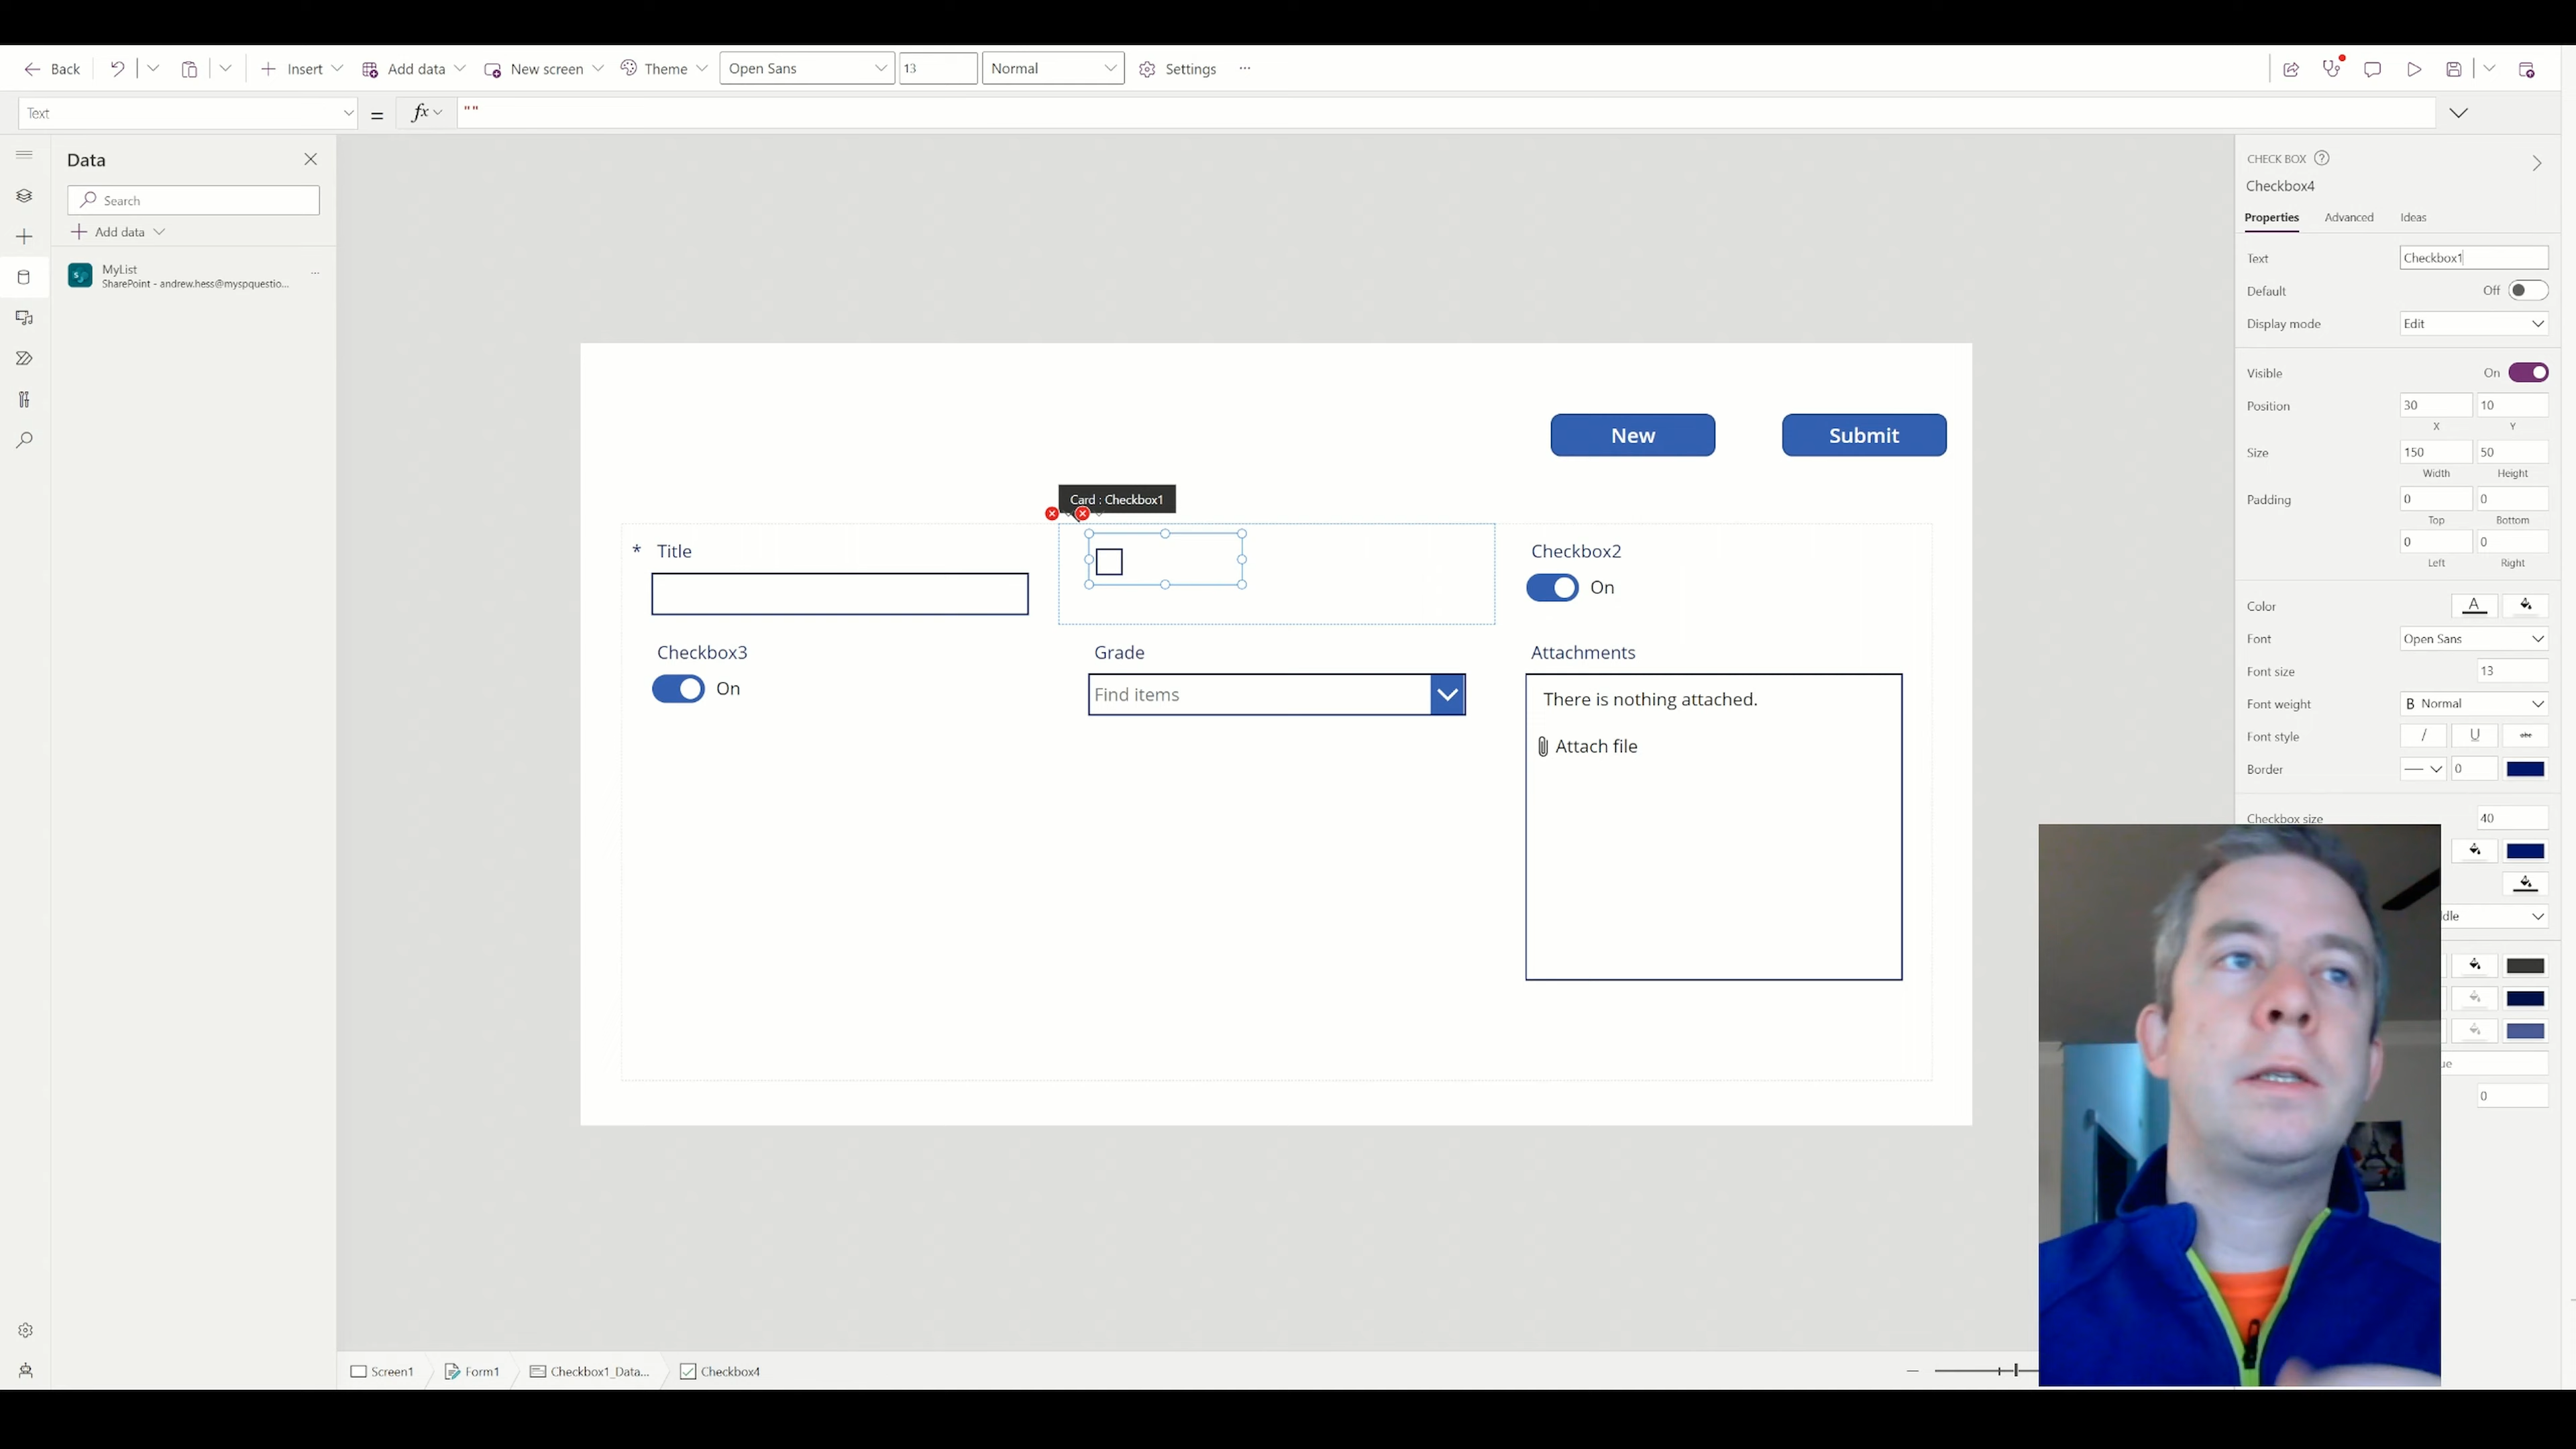 Back
Insert
Add data
New screen
Theme
Open Sans
13
Normal
Settings
...
Text
=
fx
""
Data
Search
Add data
MyList
SharePoint - andrew.hess@myspquestio...
...
New
Submit
Card : Checkbox1
* Title
Checkbox2
On
Checkbox3
On
Grade
Find items
Attachments
There is nothing attached.
Attach file
CHECK BOX
Checkbox4
Properties
Advanced
Ideas
Text
Checkbox1
Default
Off
Display mode
Edit
Visible
On
Position
30
10
X
Y
Size
150
50
Width
Height
Padding
0
0
Top
Bottom
0
0
Left
Right
Color
A
Font
Open Sans
Font size
13
Font weight
B Normal
Font style
/
U
abc
Border
0
Checkbox size
40
0
Screen1
Form1
Checkbox1_Data...
Checkbox4